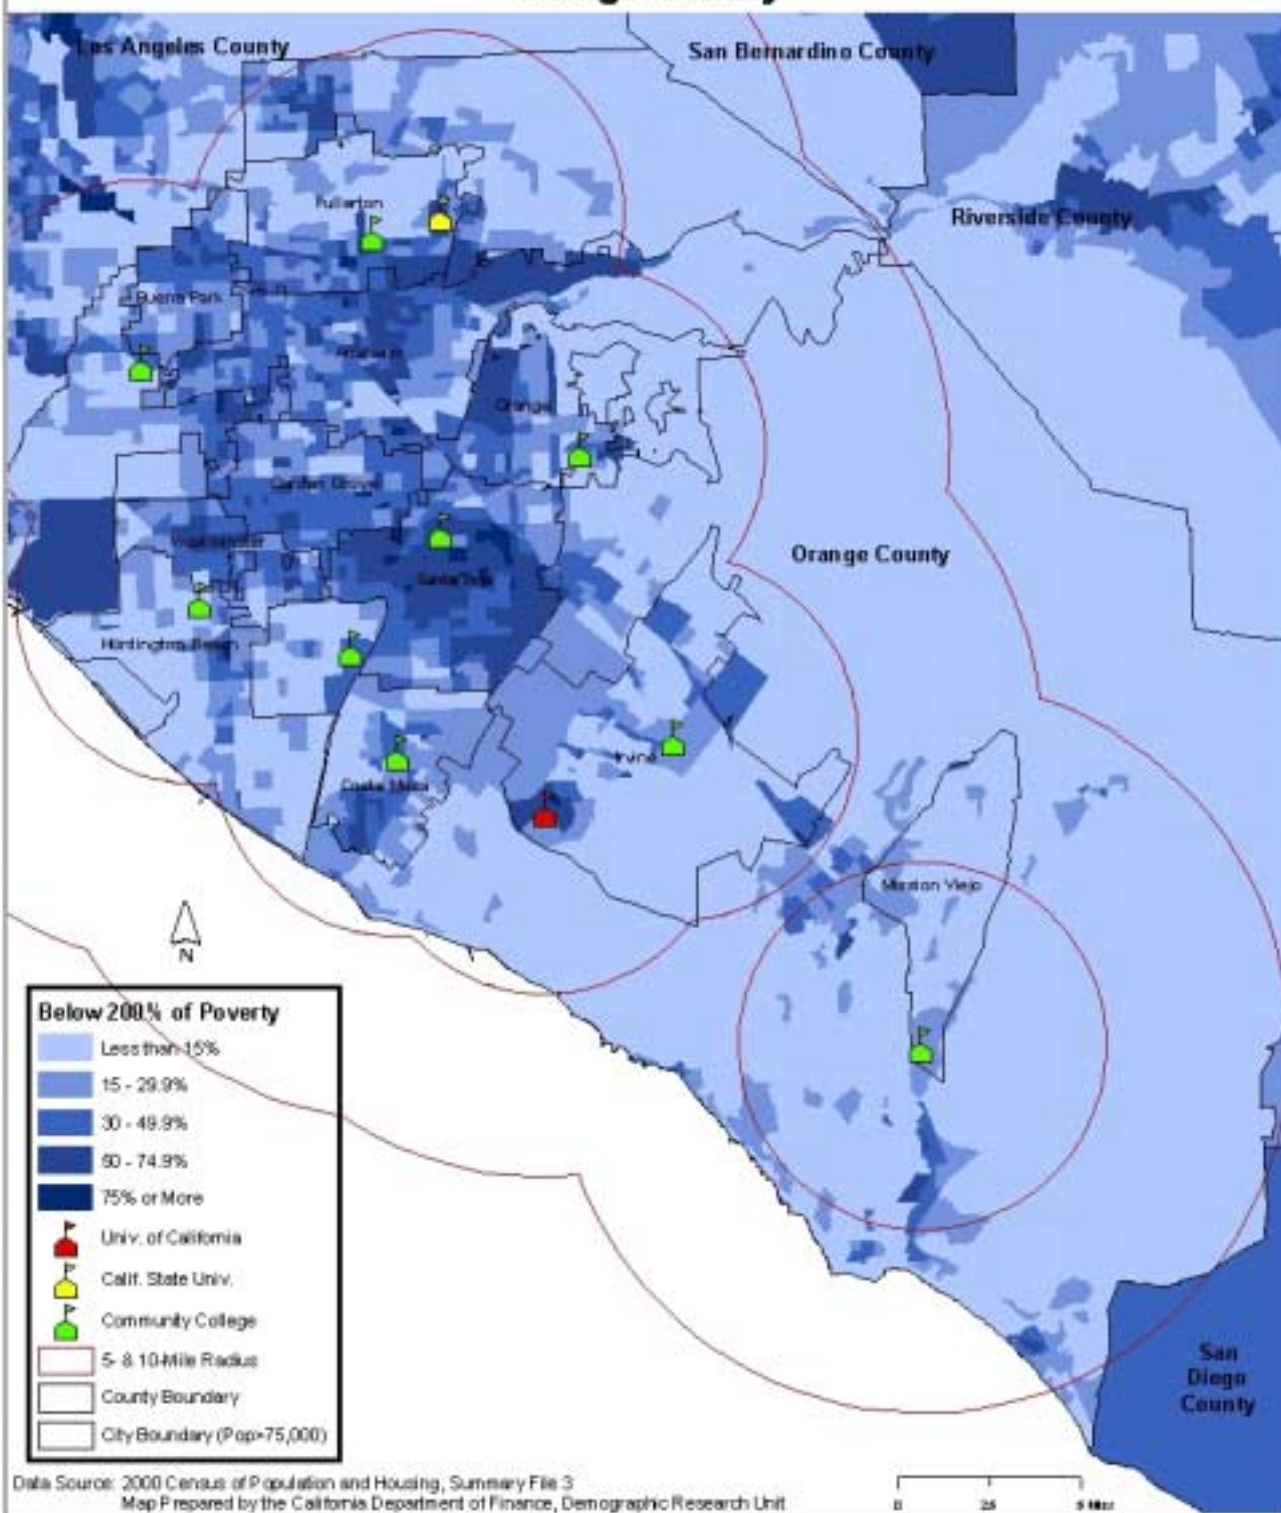 Los Angeles County
San Bernardino County
Fullerton
Riverside County
Buena Park
Anaheim
Orange
Garden Grove
Westminster
Orange County
Santa Ana
Huntington Beach
Irvine
Costa Mesa
Mission Viejo
N
Below 200% of Poverty
Less than 15%
15 - 29.9%
30 - 49.9%
50 - 74.9%
75% or More
Univ. of California
Calif. State Univ.
Community College
5- & 10-Mile Radius
County Boundary
City Boundary (Pop>75,000)
San
Diego
County
Data Source: 2000 Census of Population and Housing, Summary File 3
Map Prepared by the California Department of Finance, Demographic Research Unit
0 2.5 5 Miles